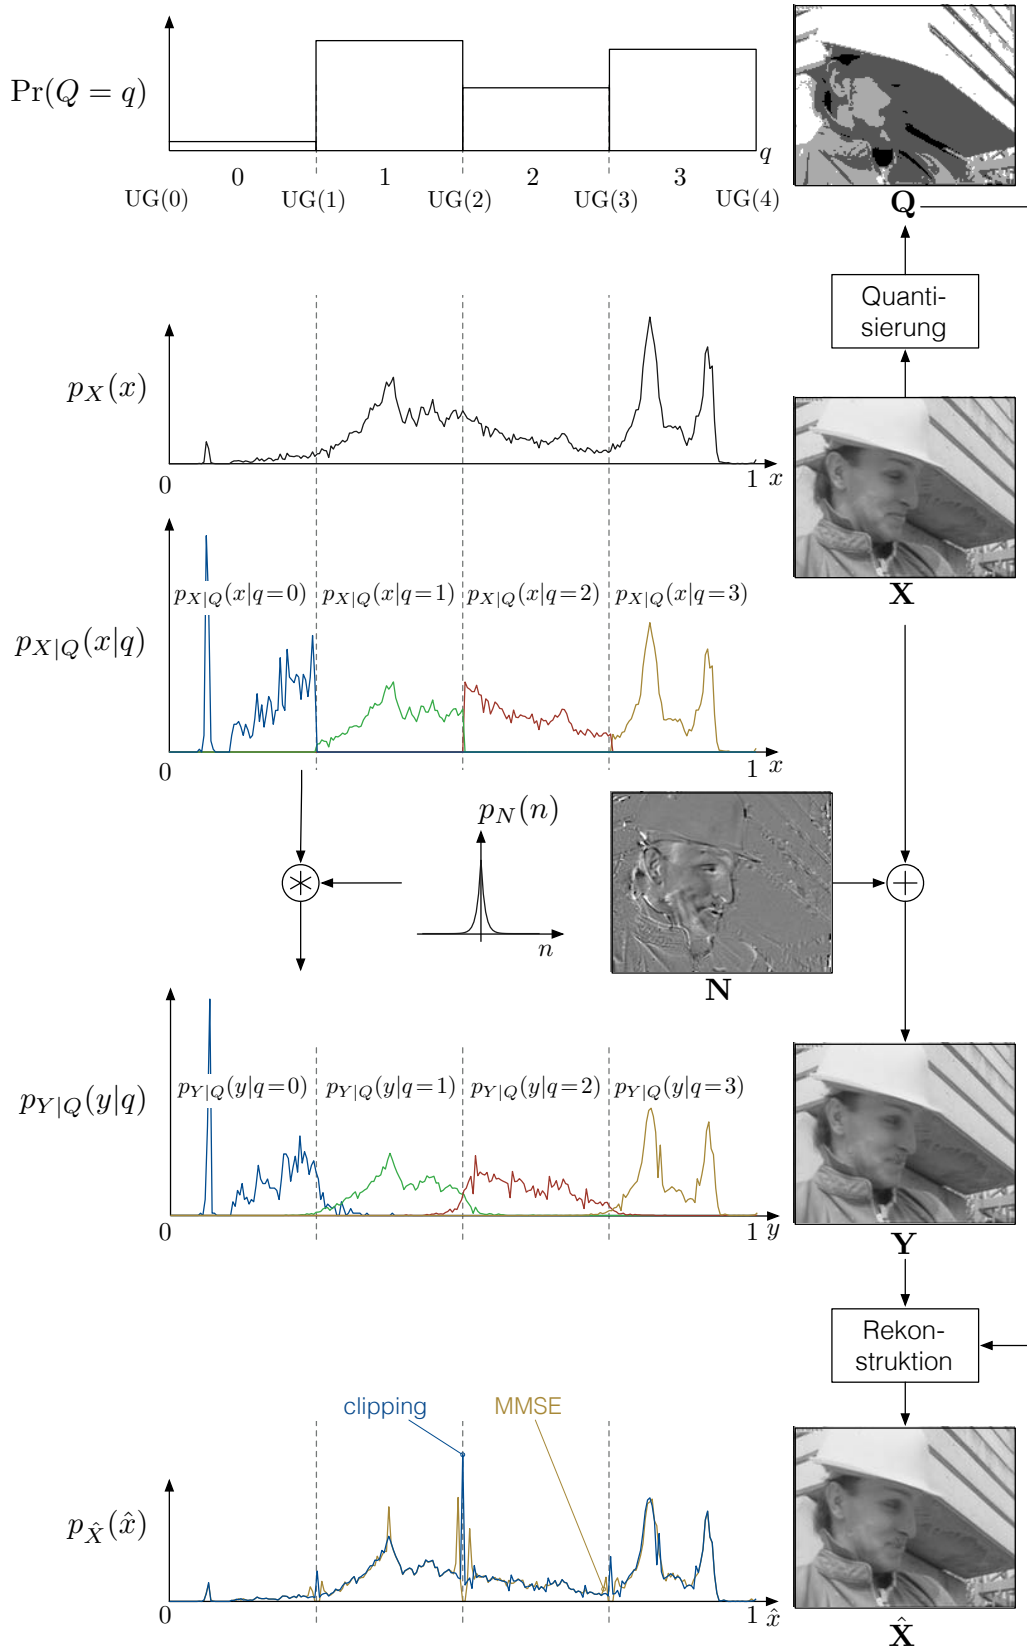 Pr(Q = q)
0 1 2 3 q
UG(0) UG(1) UG(2) UG(3) UG(4)
Q
Quanti-
sierung
p_X(x)
0 1 x
X
p_{X|Q}(x|q=0) p_{X|Q}(x|q=1) p_{X|Q}(x|q=2) p_{X|Q}(x|q=3)
p_{X|Q}(x|q)
0 1 x
p_N(n)
n
N
p_{Y|Q}(y|q=0) p_{Y|Q}(y|q=1) p_{Y|Q}(y|q=2) p_{Y|Q}(y|q=3)
p_{Y|Q}(y|q)
0 1 y
Y
Rekon-
struktion
clipping MMSE
p_{X̂}(x̂)
0 1 x̂
X̂